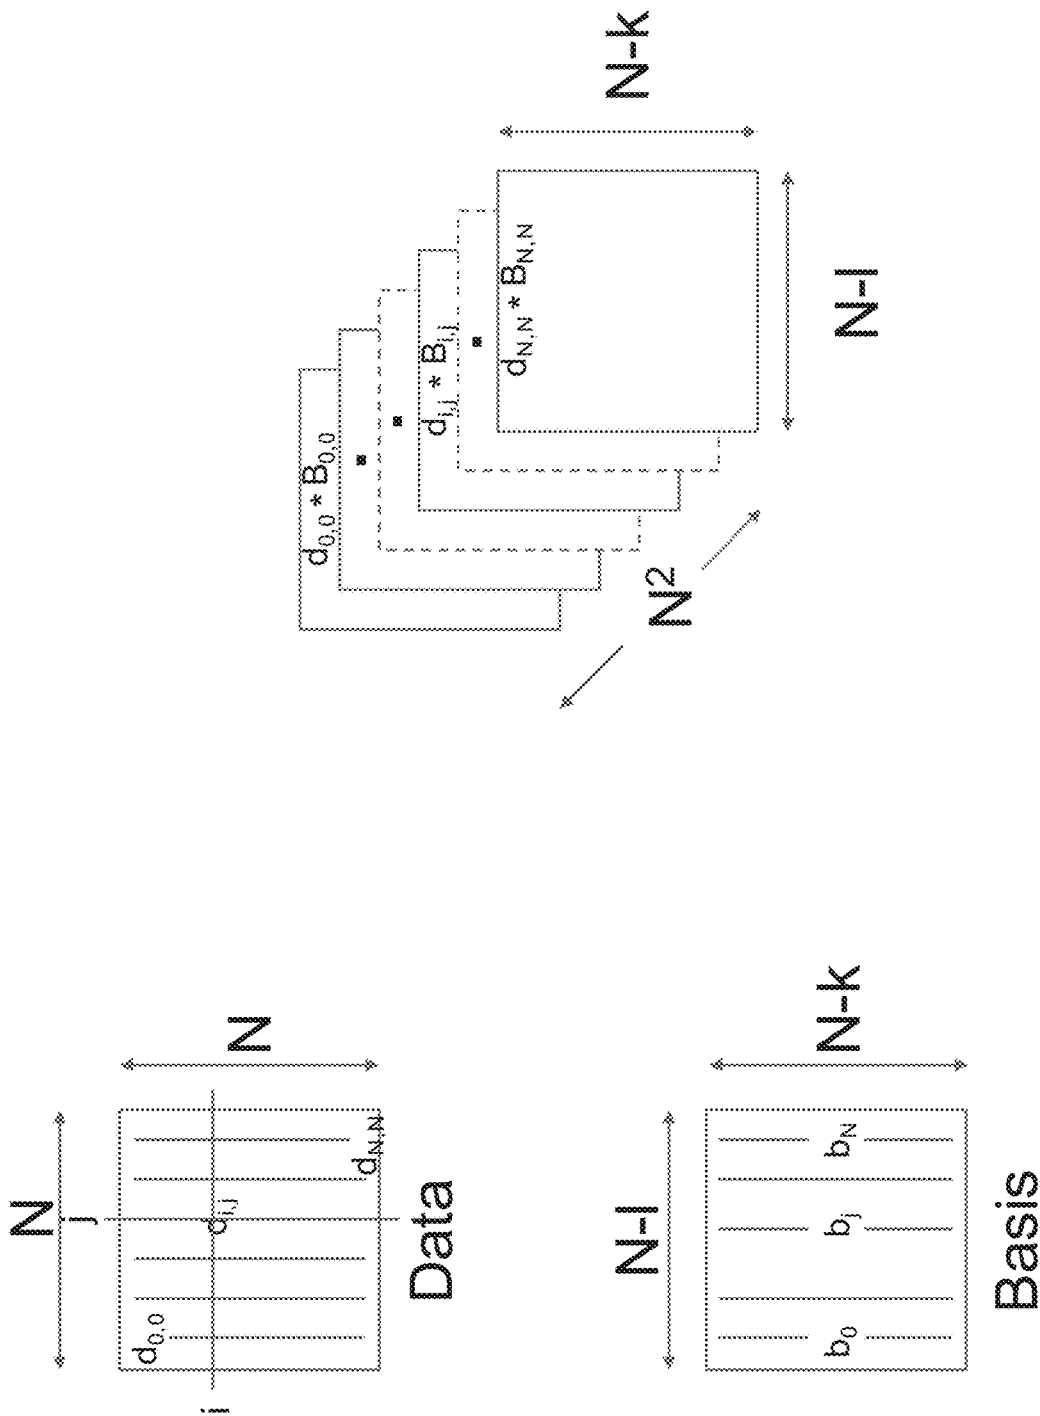 N
j
d0,0
i
di,j
N
dN,N
Data
N-l
b0
bj
bN
N-k
Basis
d0,0 * B0,0
di,j * Bi,j
dN,N * BN,N
N-k
N2
N-l